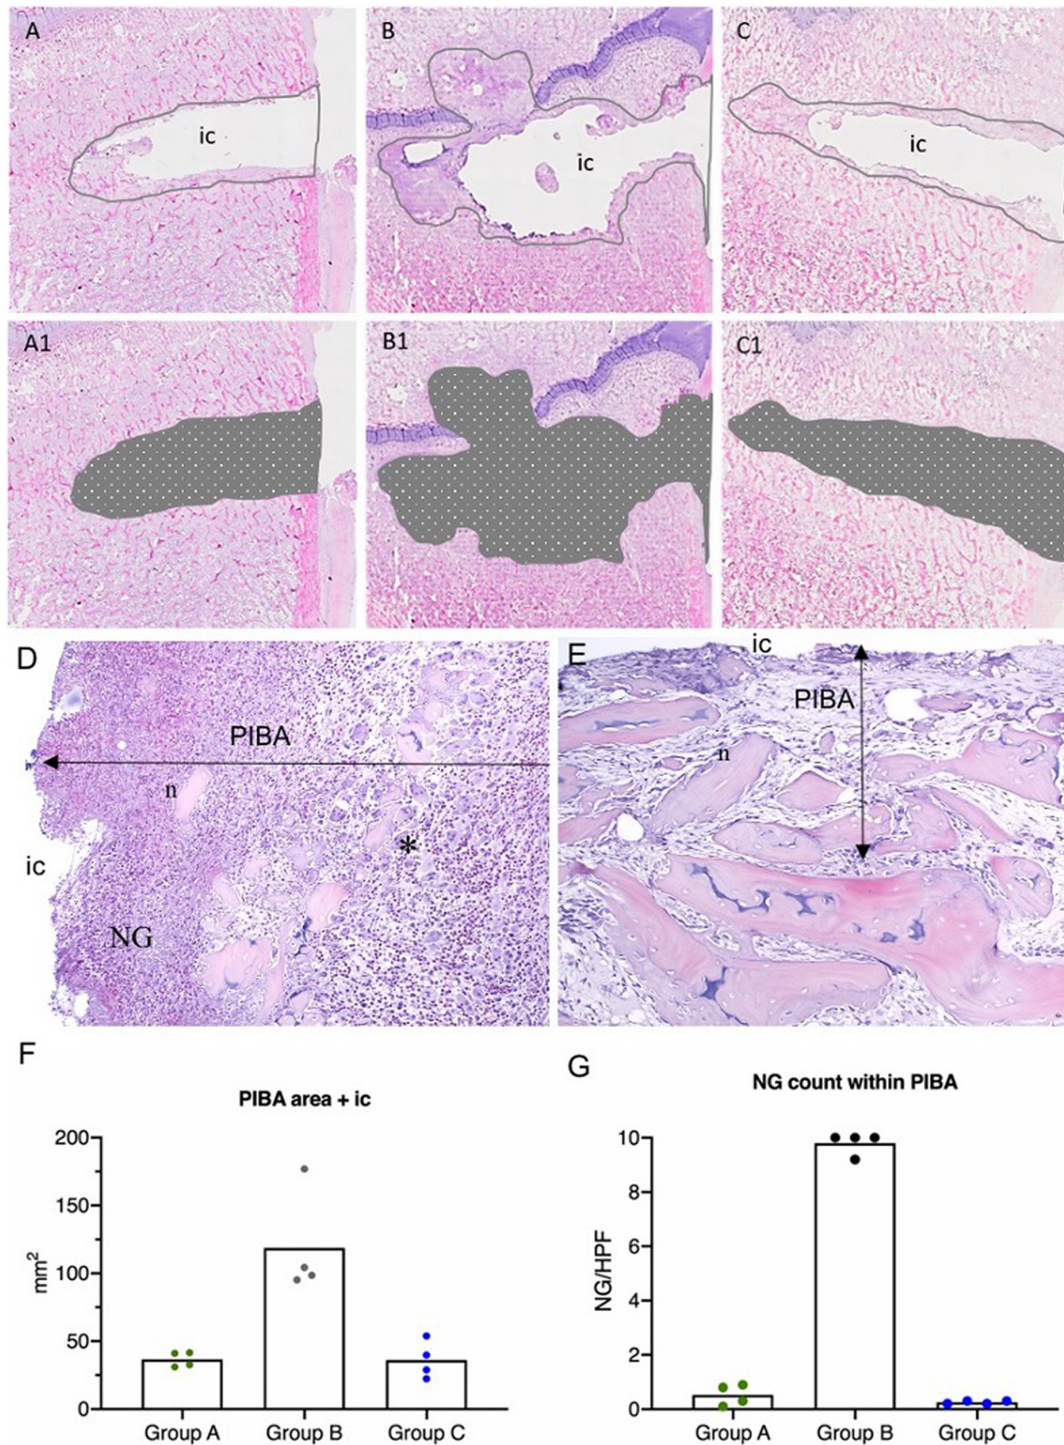 A
B
C
ic
ic
ic
A1
B1
C1
D
PIBA
n
*
ic
NG
E
ic
PIBA
n
F
PIBA area + ic
200
150
100
50
0
mm²
Group A
Group B
Group C
G
NG count within PIBA
10
8
6
4
2
0
NG/HPF
Group A
Group B
Group C